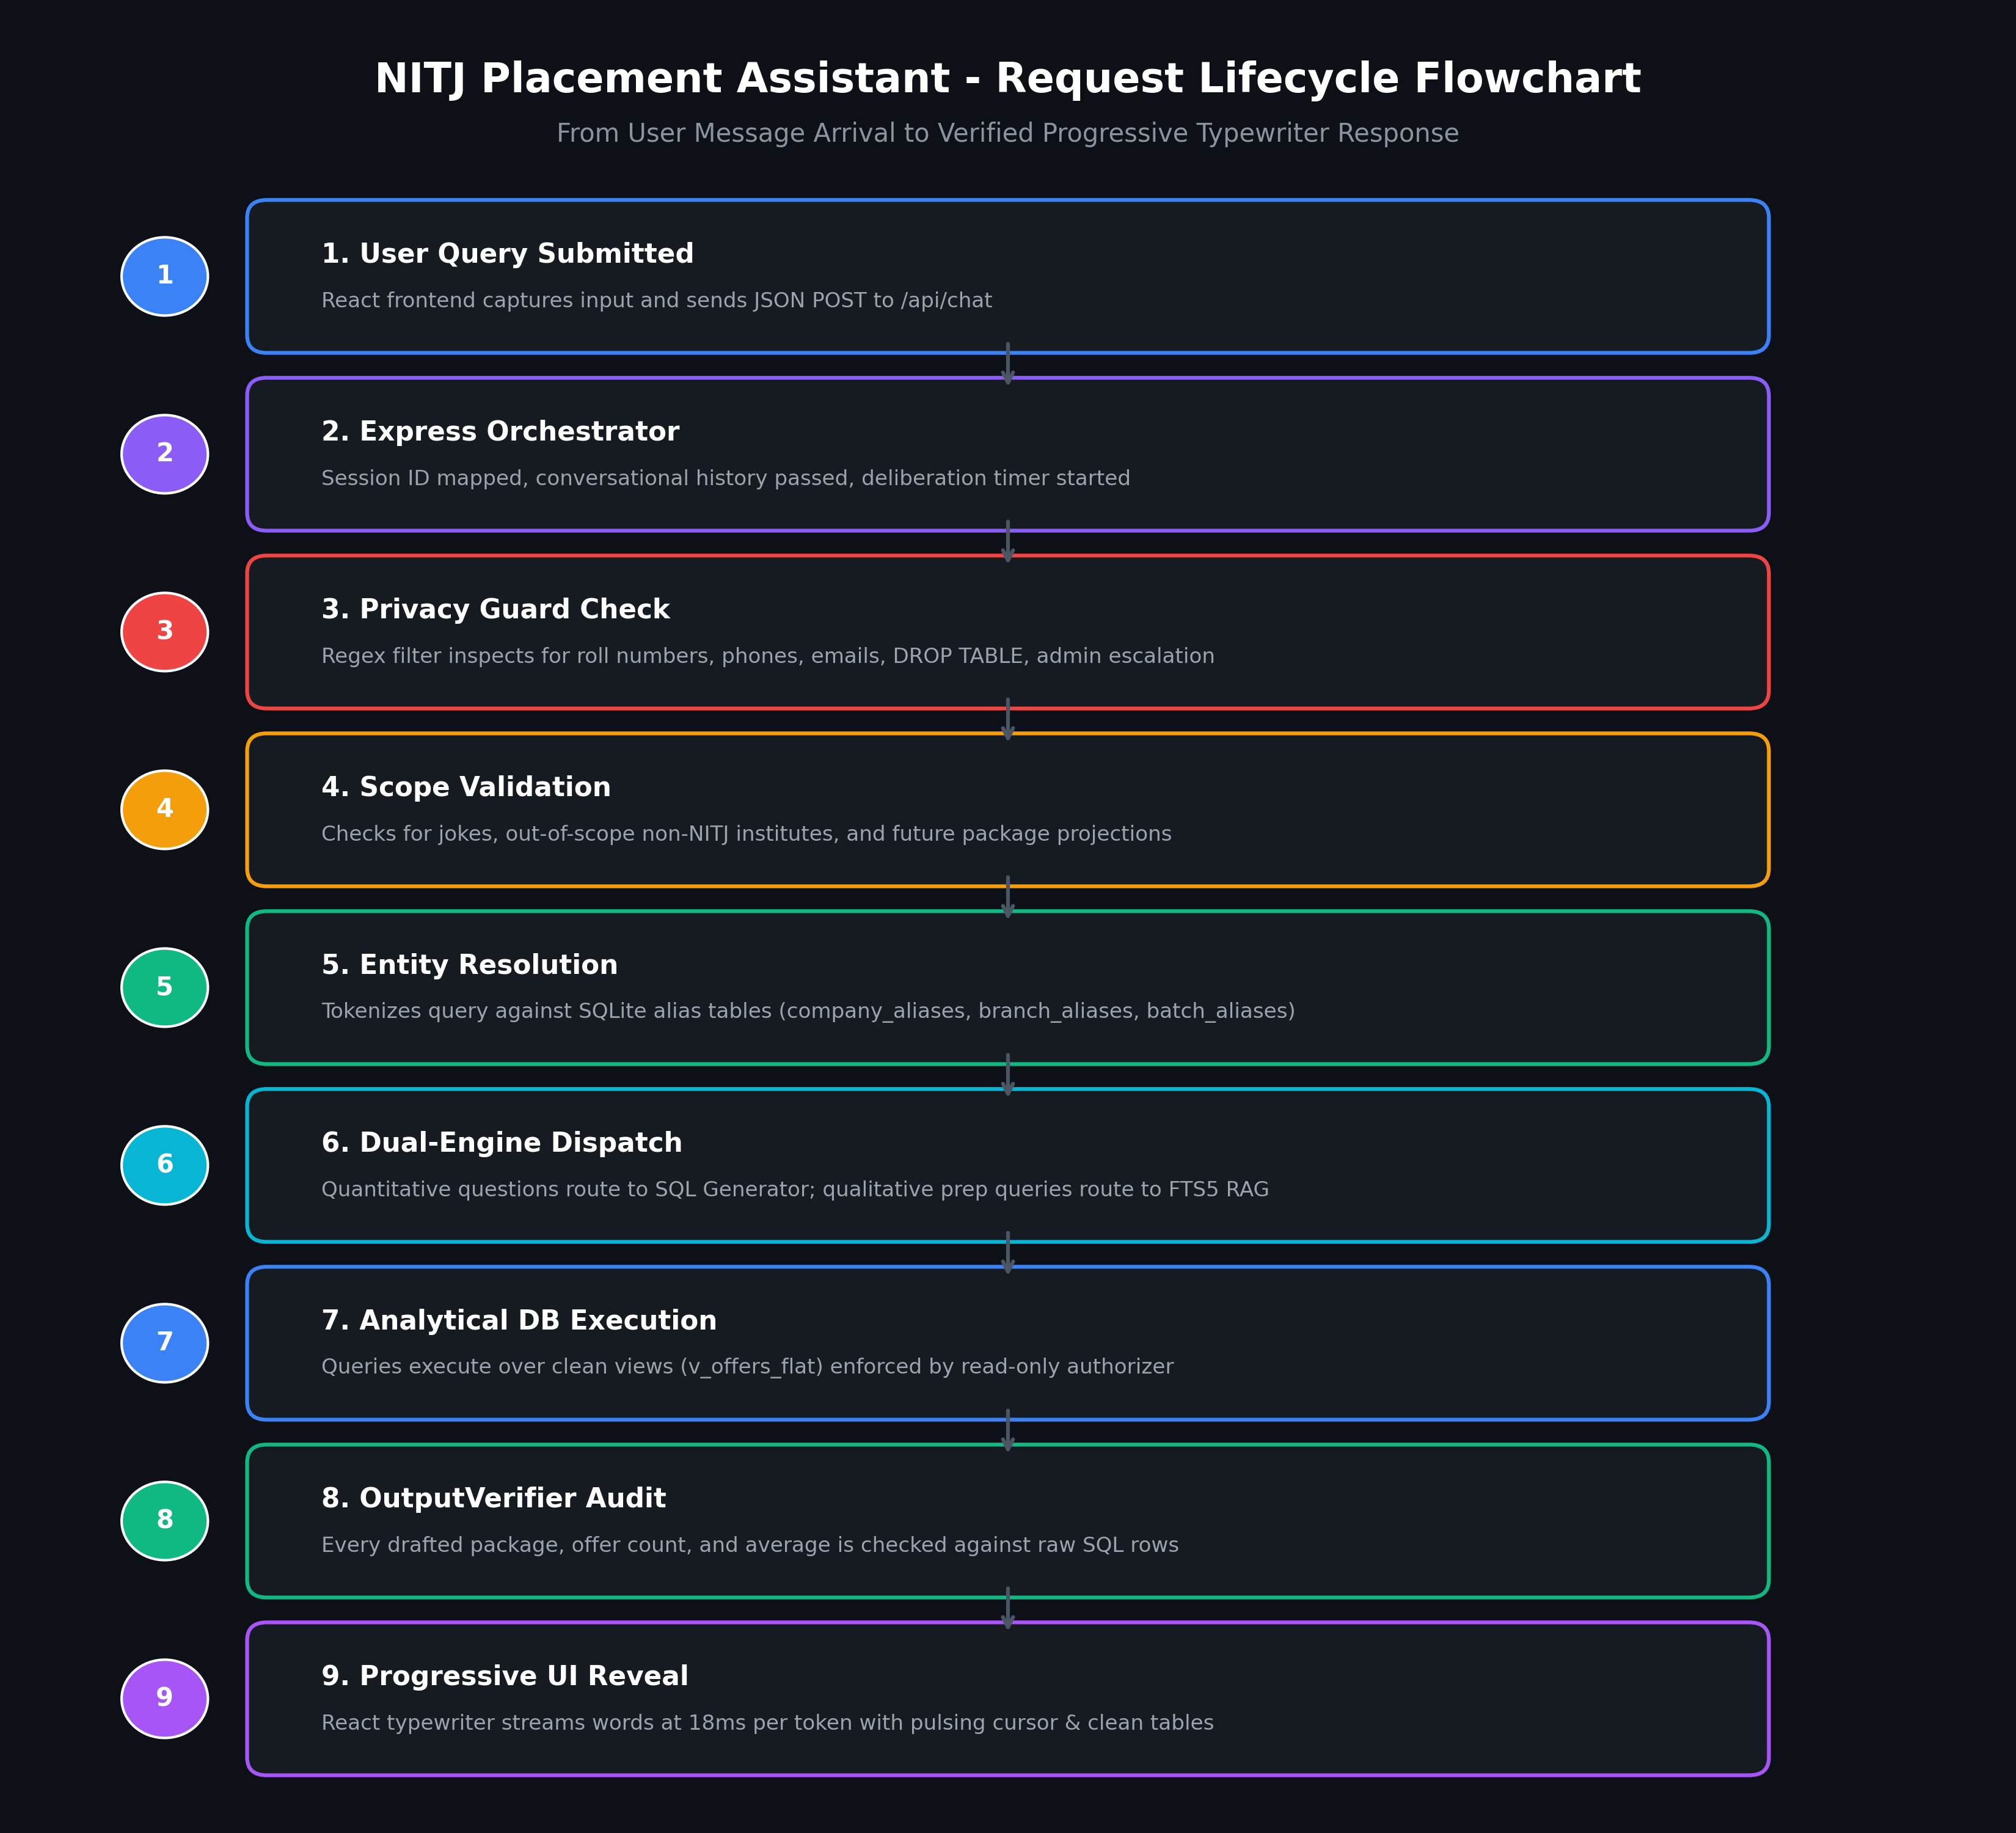 NITJ Placement Assistant - Request Lifecycle Flowchart
From User Message Arrival to Verified Progressive Typewriter Response
1
1. User Query Submitted
React frontend captures input and sends JSON POST to /api/chat
2
2. Express Orchestrator
Session ID mapped, conversational history passed, deliberation timer started
3
3. Privacy Guard Check
Regex filter inspects for roll numbers, phones, emails, DROP TABLE, admin escalation
4
4. Scope Validation
Checks for jokes, out-of-scope non-NITJ institutes, and future package projections
5
5. Entity Resolution
Tokenizes query against SQLite alias tables (company_aliases, branch_aliases, batch_aliases)
6
6. Dual-Engine Dispatch
Quantitative questions route to SQL Generator; qualitative prep queries route to FTS5 RAG
7
7. Analytical DB Execution
Queries execute over clean views (v_offers_flat) enforced by read-only authorizer
8
8. OutputVerifier Audit
Every drafted package, offer count, and average is checked against raw SQL rows
9
9. Progressive UI Reveal
React typewriter streams words at 18ms per token with pulsing cursor & clean tables